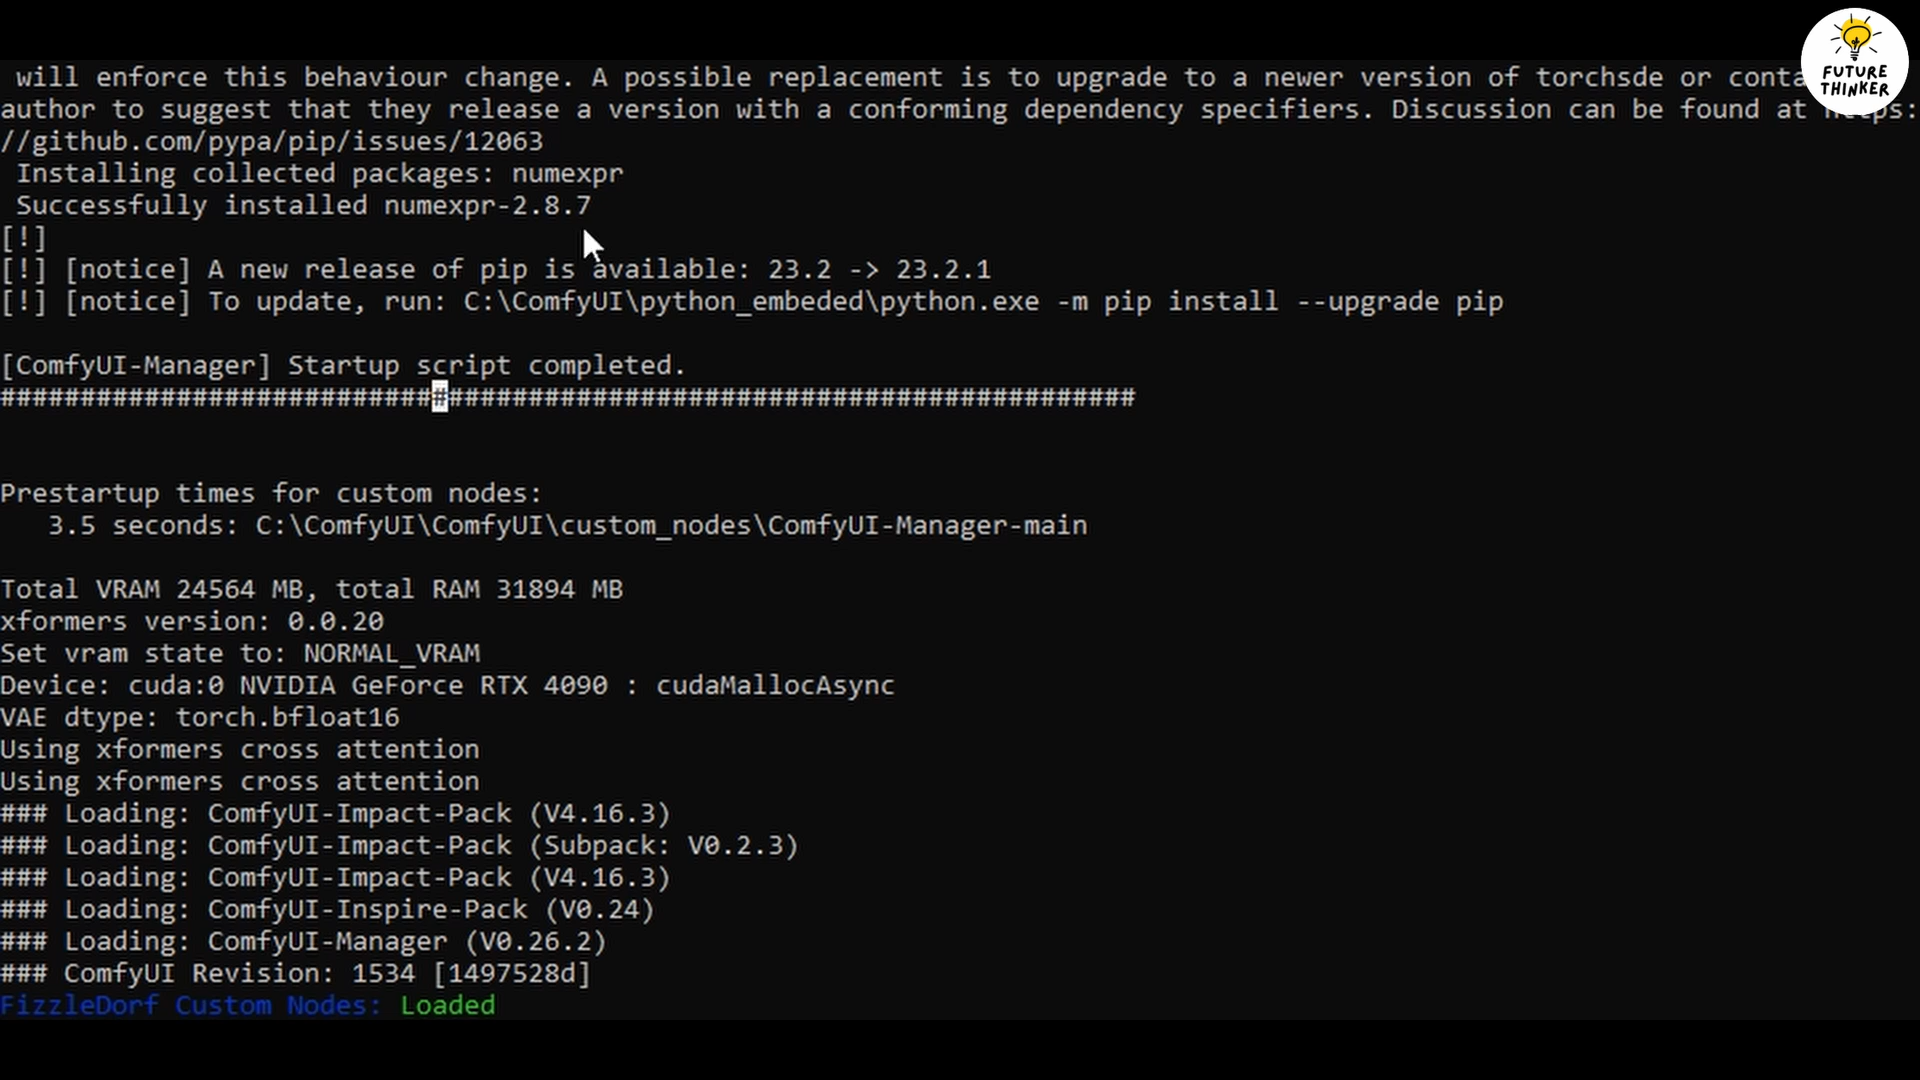 FUTURE
THINKER
will enforce this behaviour change. A possible replacement is to upgrade to a newer version of torchsde or
author to suggest that they release a version with a conforming dependency specifiers. Discussion can be found at
//github.com/pypa/pip/issues/12063
Installing collected packages: numexpr
Successfully installed numexpr-2.8.7
[!]
[!] [notice] A new release of pip is available: 23.2 -> 23.2.1
[!] [notice] To update, run: C:\ComfyUI\python_embeded\python.exe -m pip install --upgrade pip
[ComfyUI-Manager] Startup script completed.
#######################################################################
Prestartup times for custom nodes:
3.5 seconds: C:\ComfyUI\ComfyUI\custom_nodes\ComfyUI-Manager-main
Total VRAM 24564 MB, total RAM 31894 MB
xformers version: 0.0.20
Set vram state to: NORMAL_VRAM
Device: cuda:0 NVIDIA GeForce RTX 4090 : cudaMallocAsync
VAE dtype: torch.bfloat16
Using xformers cross attention
Using xformers cross attention
### Loading: ComfyUI-Impact-Pack (V4.16.3)
### Loading: ComfyUI-Impact-Pack (Subpack: V0.2.3)
### Loading: ComfyUI-Impact-Pack (V4.16.3)
### Loading: ComfyUI-Inspire-Pack (V0.24)
### Loading: ComfyUI-Manager (V0.26.2)
### ComfyUI Revision: 1534 [1497528d]
FizzleDorf Custom Nodes: Loaded